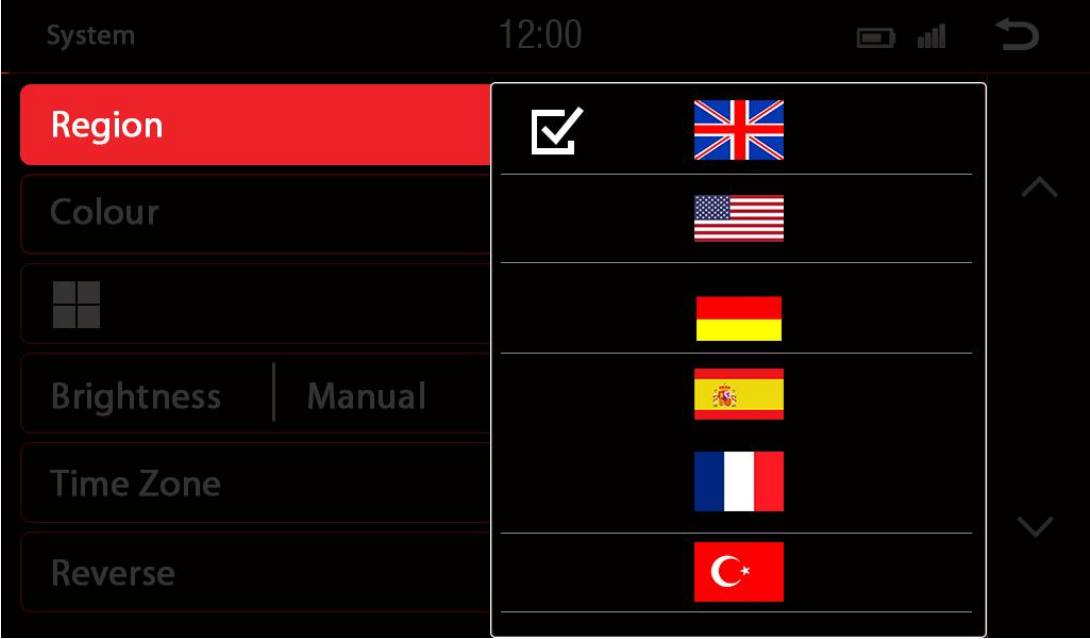 System
12:00
Region
Colour
Brightness
Manual
Time Zone
Reverse